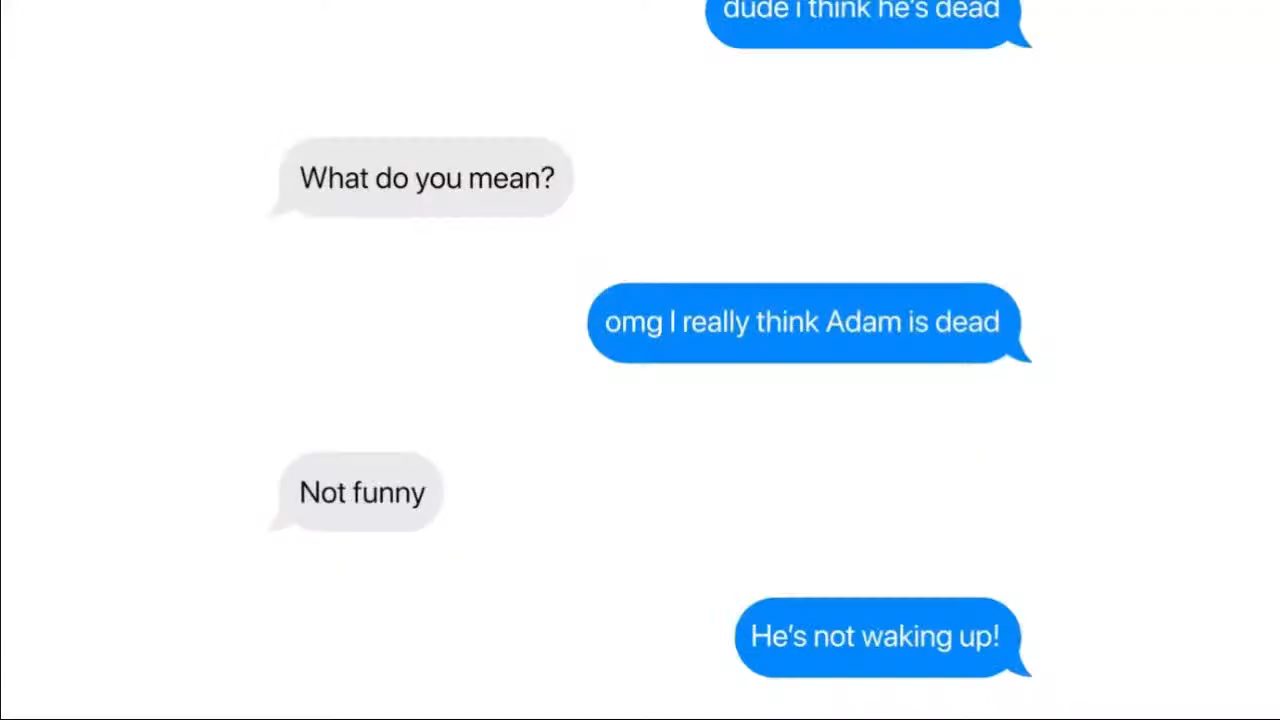 dude i think he's dead
What do you mean?
omg I really think Adam is dead
Not funny
He's not waking up!